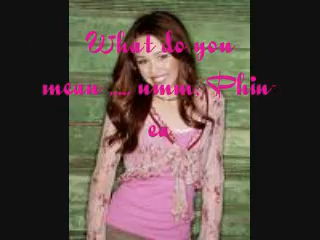 What do you
mean ..., umm, Phin-
ea